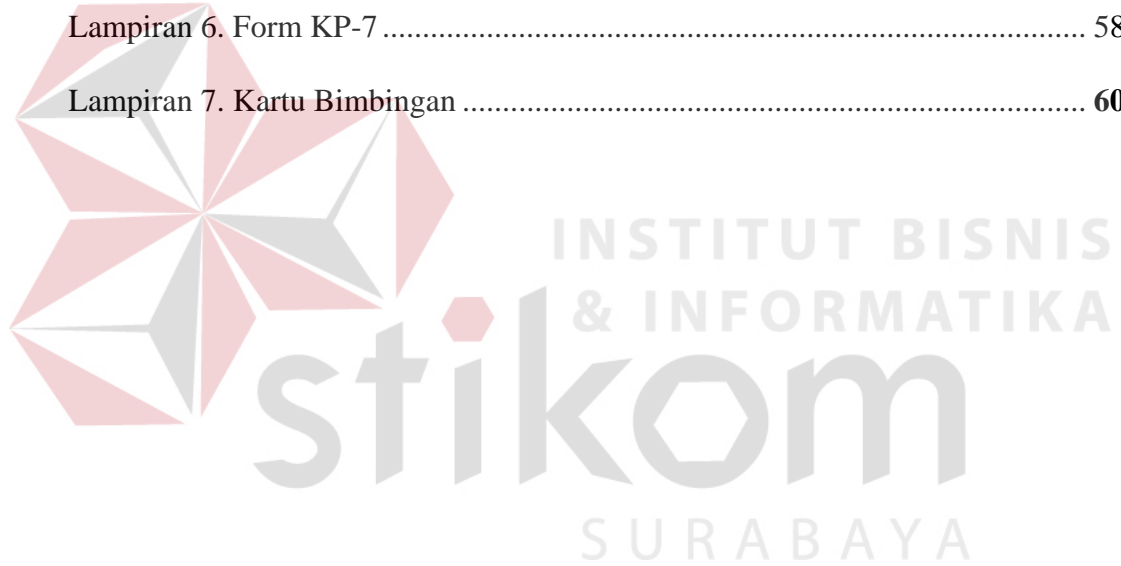 Lampiran 6. Form KP-7 ........................................................................................ 58
Lampiran 7. Kartu Bimbingan .............................................................................. 60
INSTITUT BISNIS
& INFORMATIKA
stikom
SURABAYA